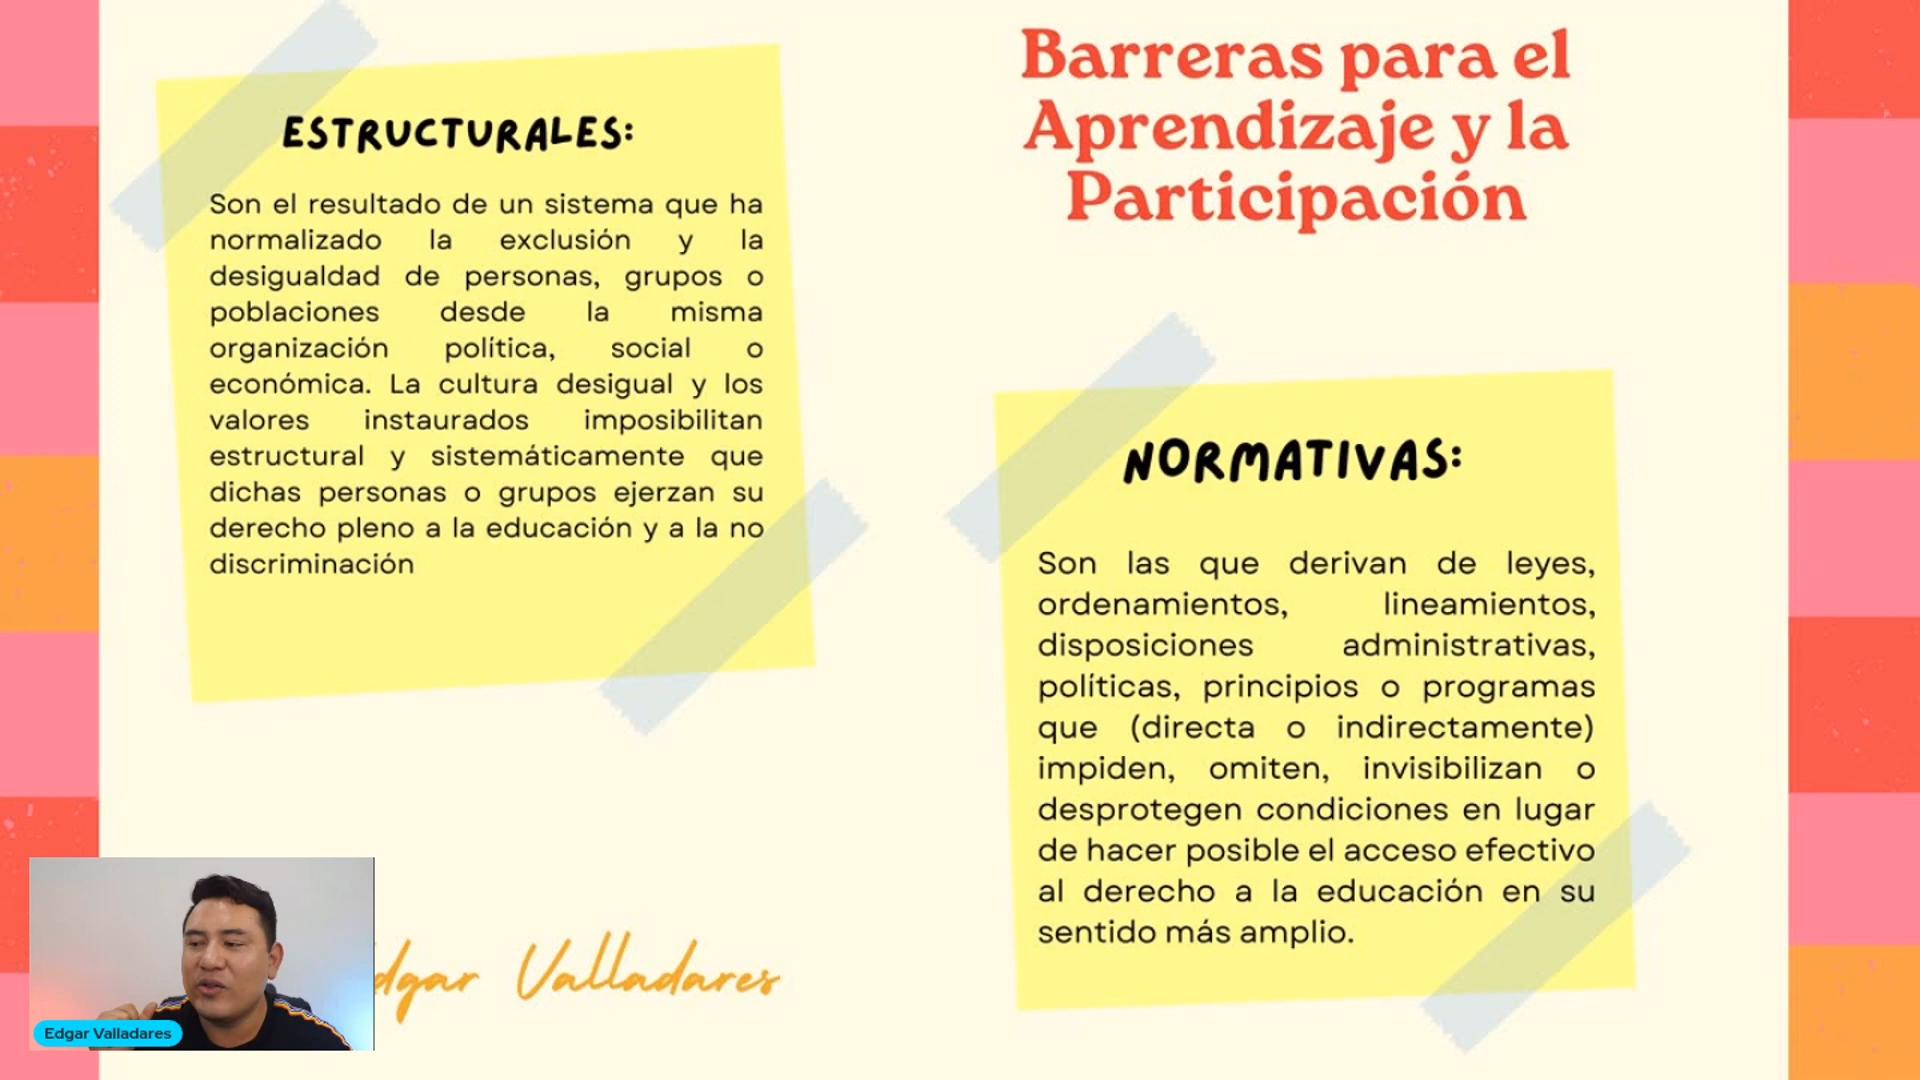 Barreras para el
Aprendizaje y la
Participación
ESTRUCTURALES:
Son el resultado de un sistema que ha
normalizado la exclusión y la
desigualdad de personas, grupos o
poblaciones desde la misma
organización política, social o
económica. La cultura desigual y los
valores instaurados imposibilitan
estructural y sistemáticamente que
dichas personas o grupos ejerzan su
derecho pleno a la educación y a la no
discriminación
NORMATIVAS:
Son las que derivan de leyes,
ordenamientos, lineamientos,
disposiciones administrativas,
políticas, principios o programas
que (directa o indirectamente)
impiden, omiten, invisibilizan o
desprotegen condiciones en lugar
de hacer posible el acceso efectivo
al derecho a la educación en su
sentido más amplio.
dgar Valladares
Edgar Valladares